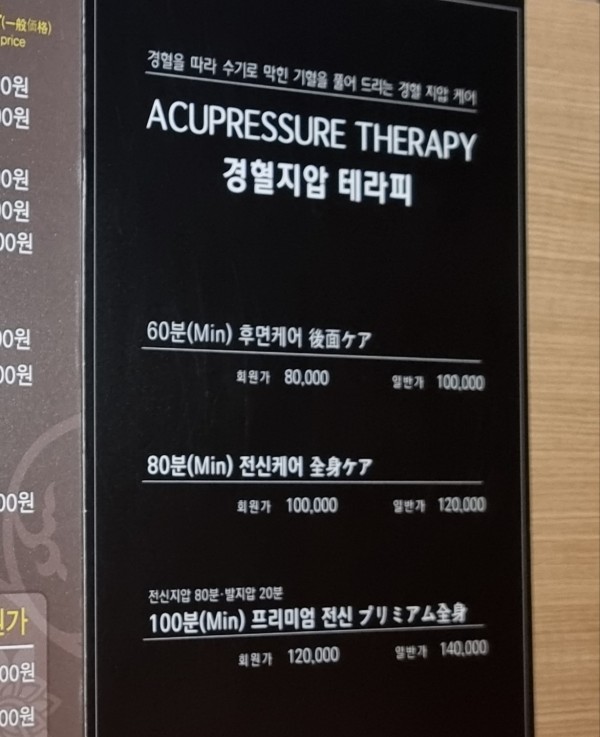 (一般価格)
price
0원
00원
0원
00원
00원
00원
00원
00원
00원
00원
경혈을 따라 수기로 막힌 기혈을 풀어 드리는 경혈 지압 케어
ACUPRESSURE THERAPY
경혈지압 테라피
60분(Min) 후면케어 後面ケア
회원가 80,000 일반가 100,000
80분(Min) 전신케어 全身ケア
회원가 100,000 일반가 120,000
전신지압 80분·발지압 20분
100분(Min) 프리미엄 전신 プリミアム全身
회원가 120,000 일반가 140,000